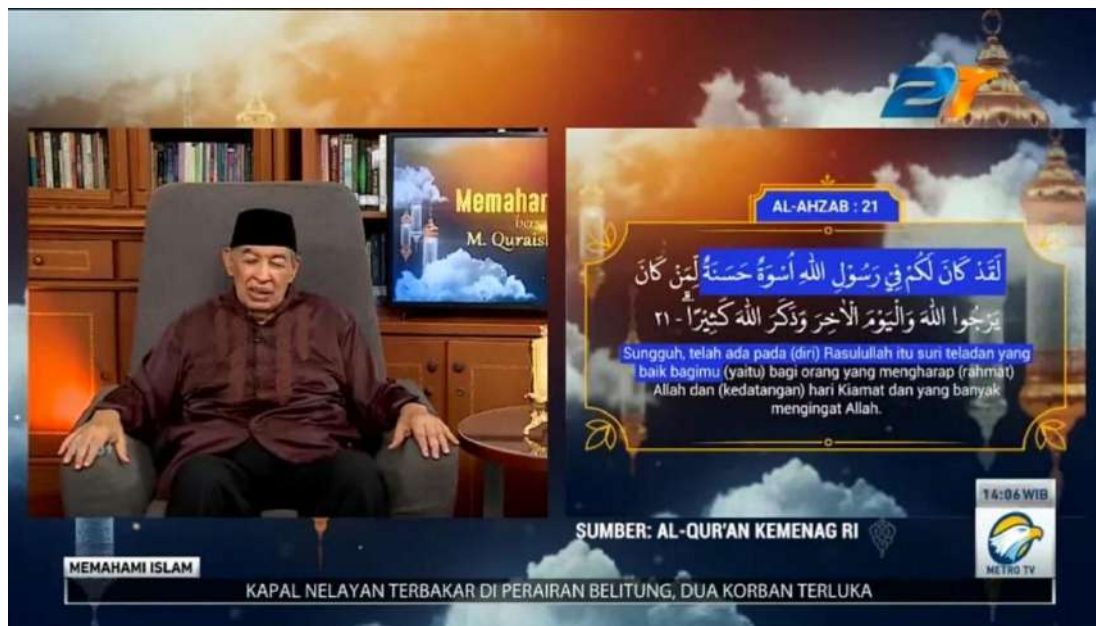 21
Memaham
bers
M. Quraish
AL-AHZAB : 21
لَقَدْ كَانَ لَكُمْ فِيْ رَسُوْلِ اللّٰهِ اُسْوَةٌ حَسَنَةٌ لِّمَنْ كَانَ
يَرْجُوا اللّٰهَ وَالْيَوْمَ الْاٰخِرَ وَذَكَرَ اللّٰهَ كَثِيْرًاۗ - ٢١
Sungguh, telah ada pada (diri) Rasulullah itu suri teladan yang
baik bagimu (yaitu) bagi orang yang mengharap (rahmat)
Allah dan (kedatangan) hari Kiamat dan yang banyak
mengingat Allah.
14:06 WIB
SUMBER: AL-QUR'AN KEMENAG RI
METRO TV
MEMAHAMI ISLAM
KAPAL NELAYAN TERBAKAR DI PERAIRAN BELITUNG, DUA KORBAN TERLUKA